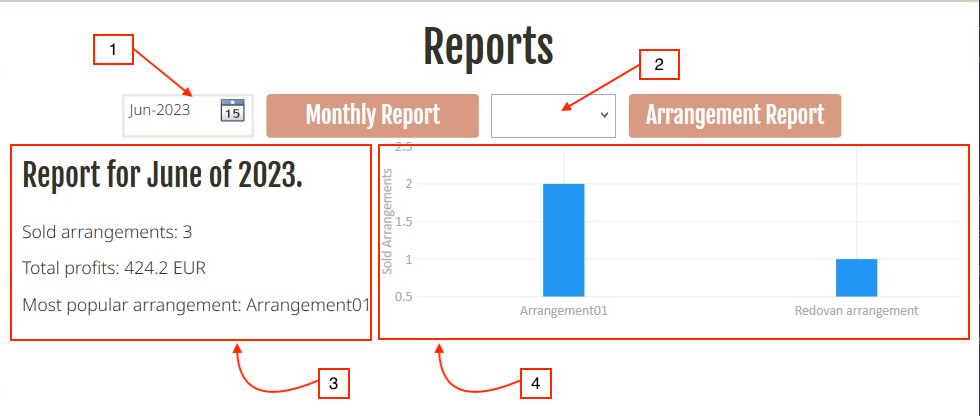 Reports
1
2
Jun-2023
15
Monthly Report
Arrangement Report
Report for June of 2023.
Sold arrangements: 3
Total profits: 424.2 EUR
Most popular arrangement: Arrangement01
Sold Arrangements
2.5
2
1.5
1
0.5
Arrangement01
Redovan arrangement
3
4